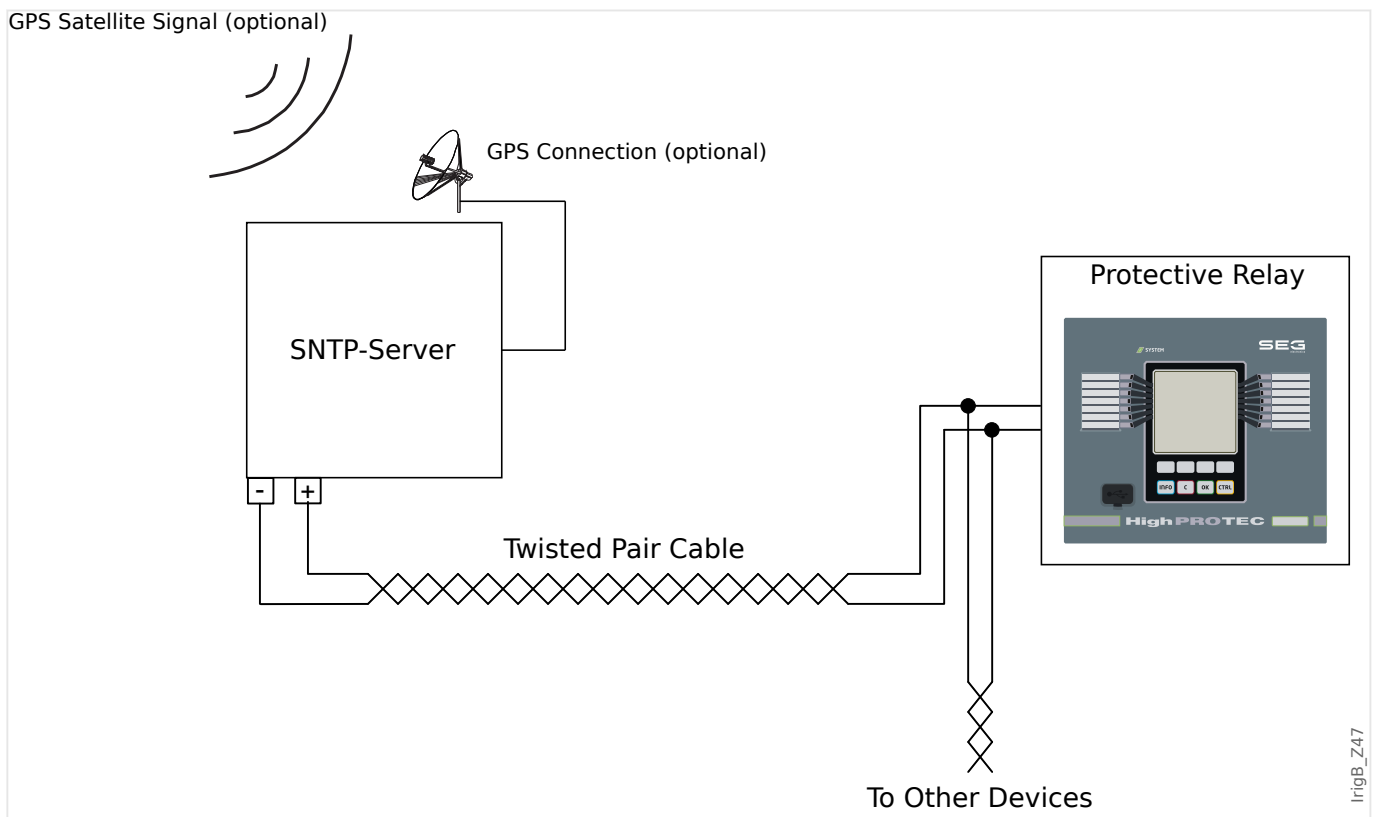 GPS Satellite Signal (optional)
GPS Connection (optional)
SNTP-Server
- +
Protective Relay
SYSTEM
SEG
INFO C OK CTRL
HighPROTEC
Twisted Pair Cable
To Other Devices
IrigB_Z47